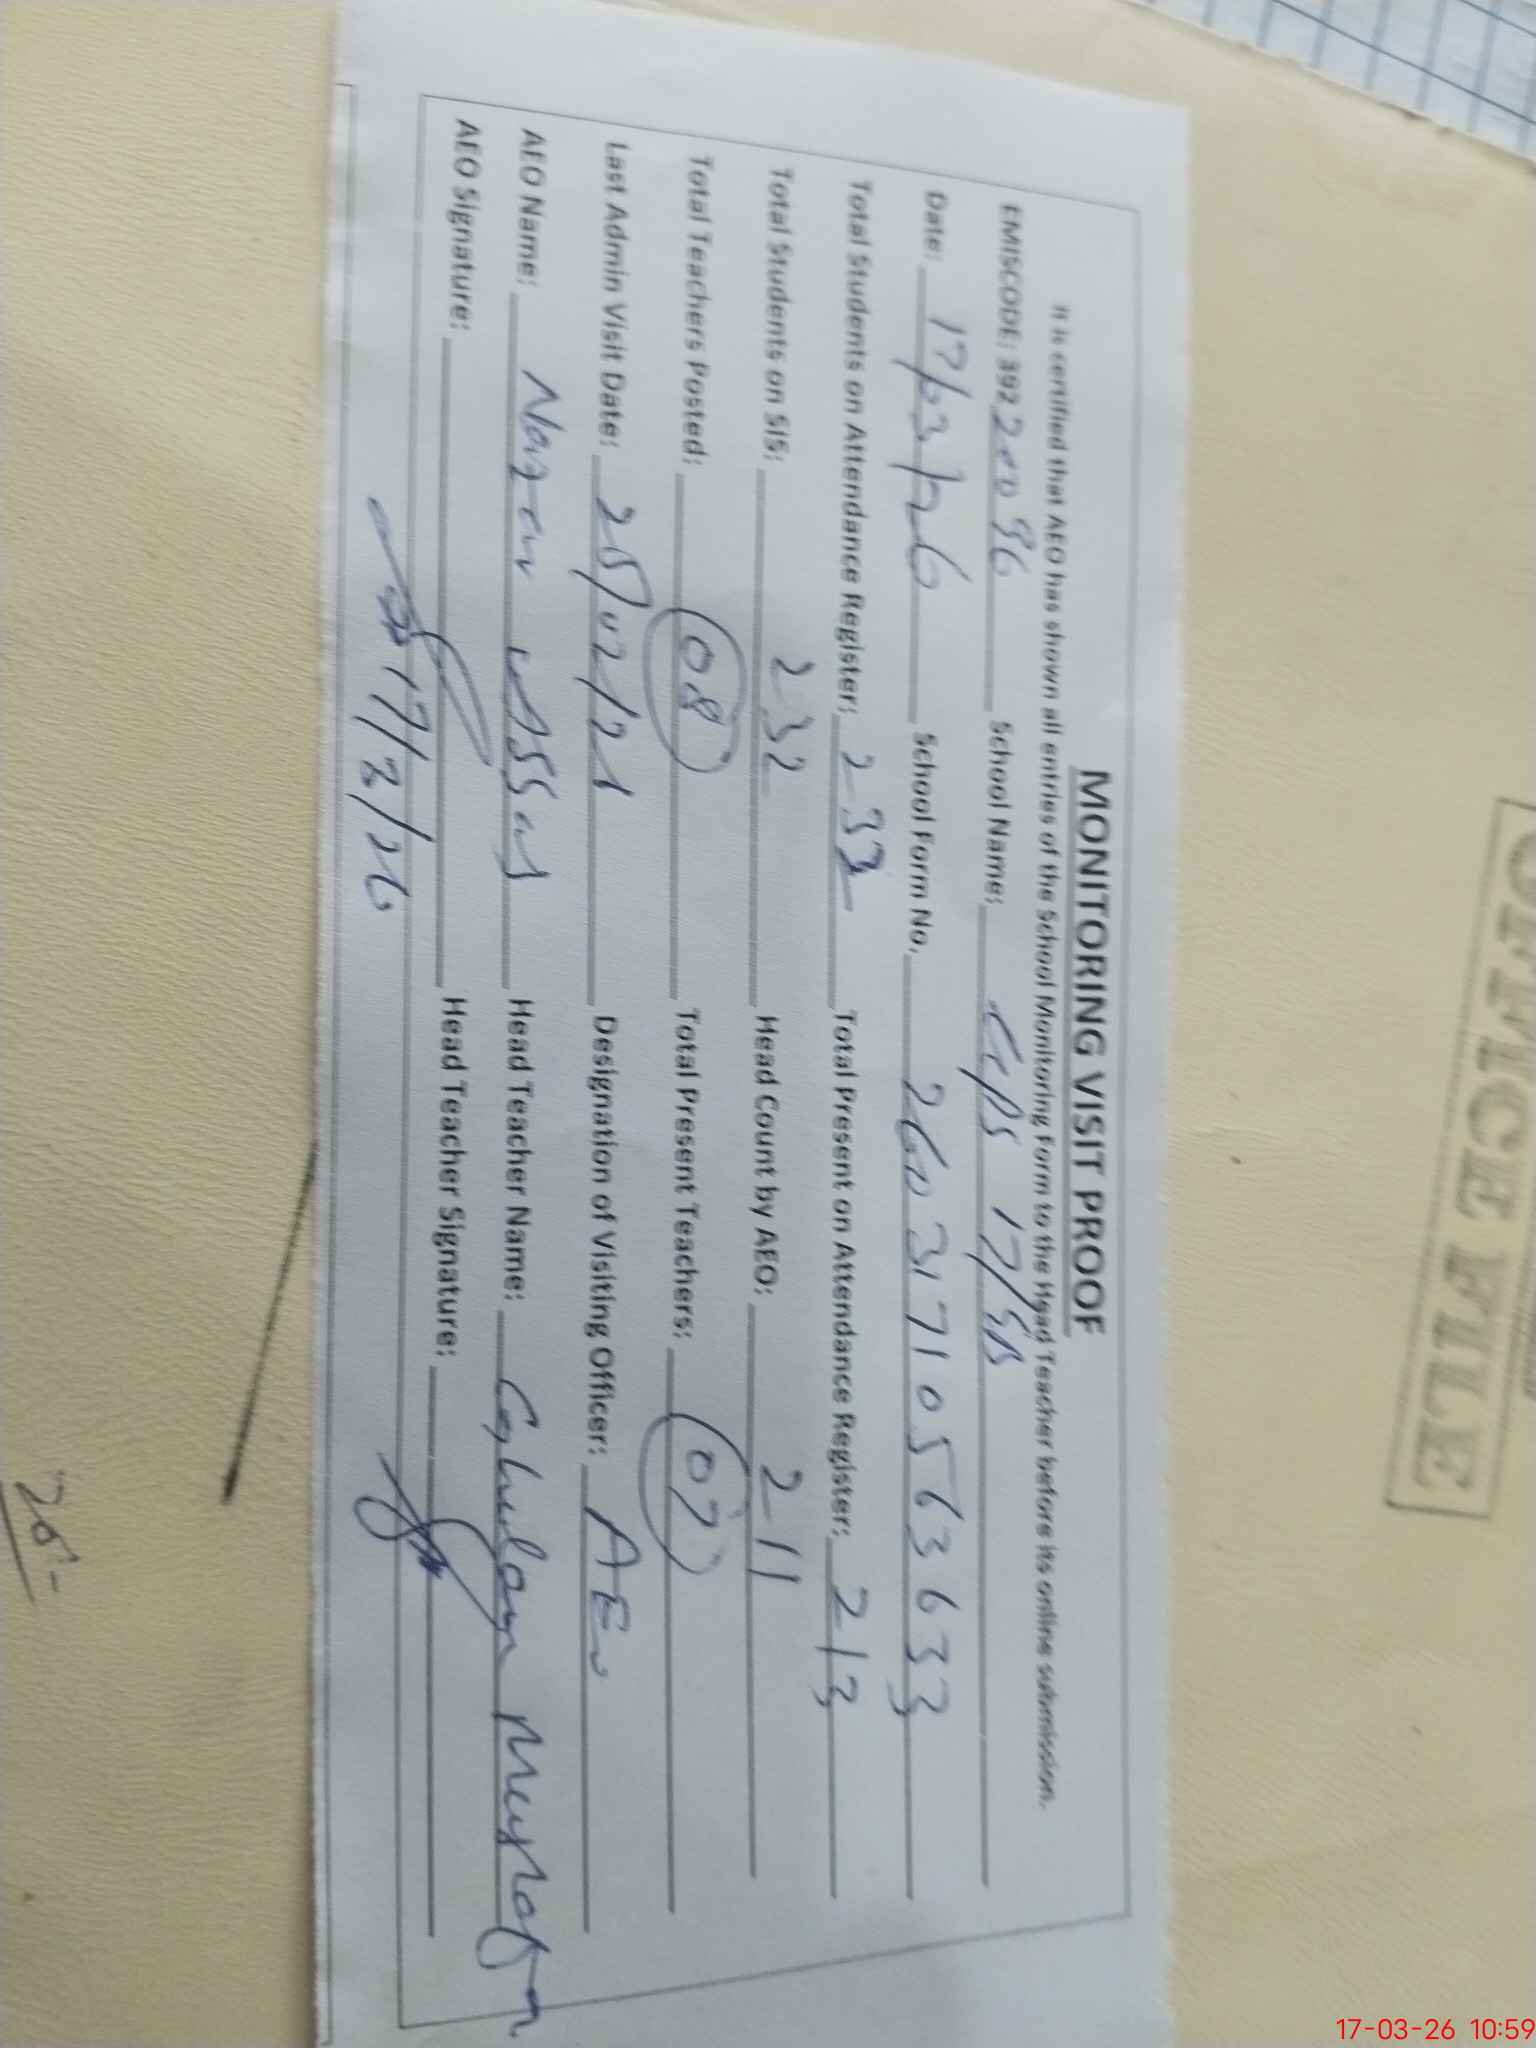 MONITORING VISIT PROOF
It is certified that AEO has shown all entries of the School Monitoring Form to the Head Teacher before its online submission.
EMISCODE: 392 20096 School Name: GPS 17/SB
Date: 17/03/26 School Form No. 2603171056363633
Total Students on Attendance Register: 232 Total Present on Attendance Register: 213
Total Students on SIS: 232 Head Count by AEO: 211
Total Teachers Posted: 08 Total Present Teachers: 07
Last Admin Visit Date: 25/02/21 Designation of Visiting Officer: AEO
AEO Name: Head Teacher Name: Ghulam
AEO Signature: Head Teacher Signature:
17/3/26
OFFICE FILE
17-03-26 10:59